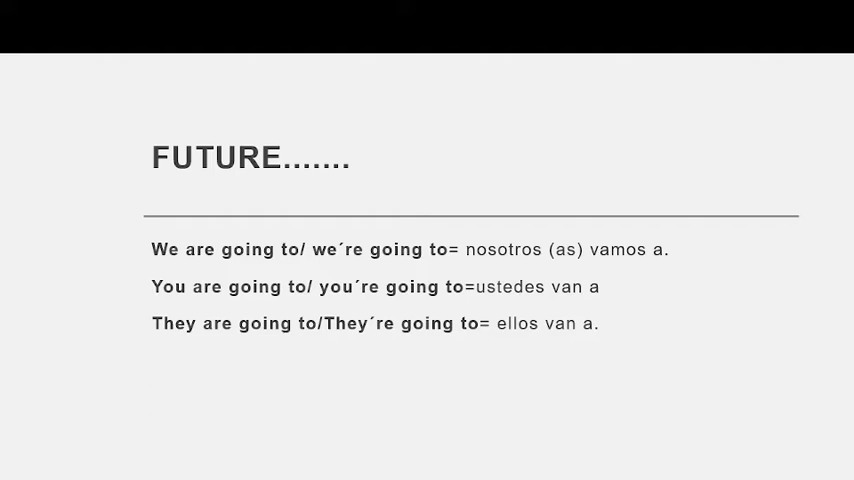 FUTURE.......
We are going to/ we´re going to= nosotros (as) vamos a.
You are going to/ you´re going to=ustedes van a
They are going to/They´re going to= ellos van a.